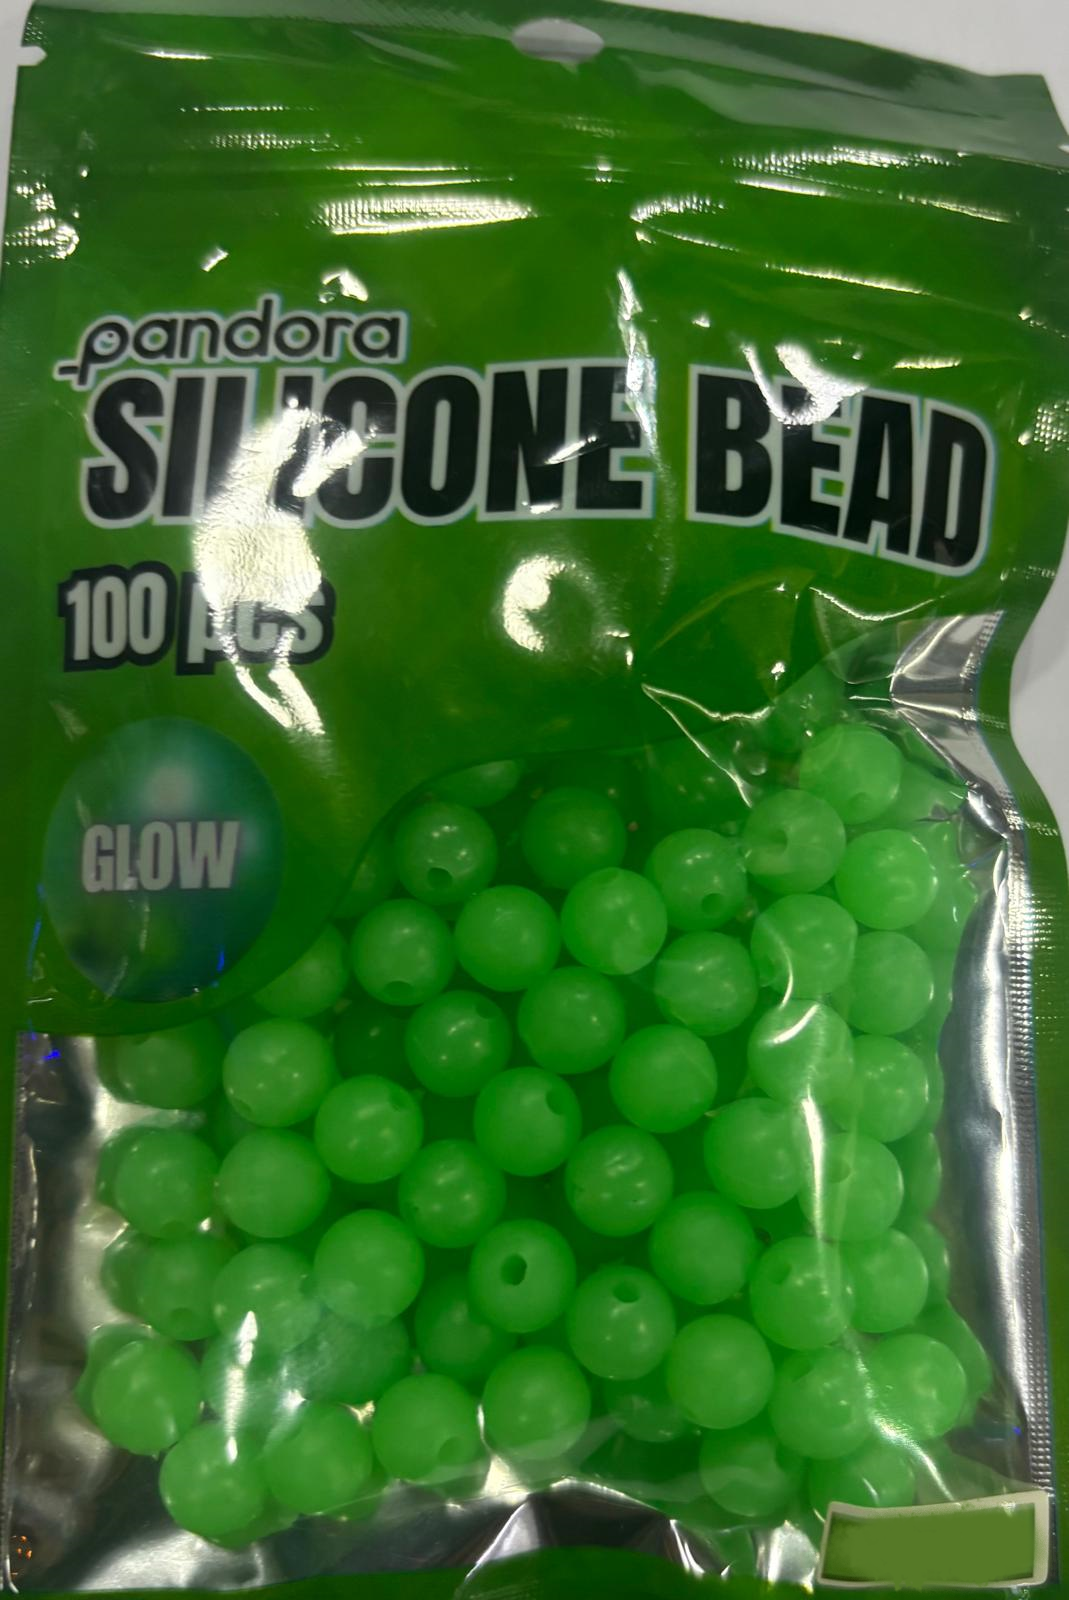 pandora
SILICONE BEAD
100 pcs
GLOW